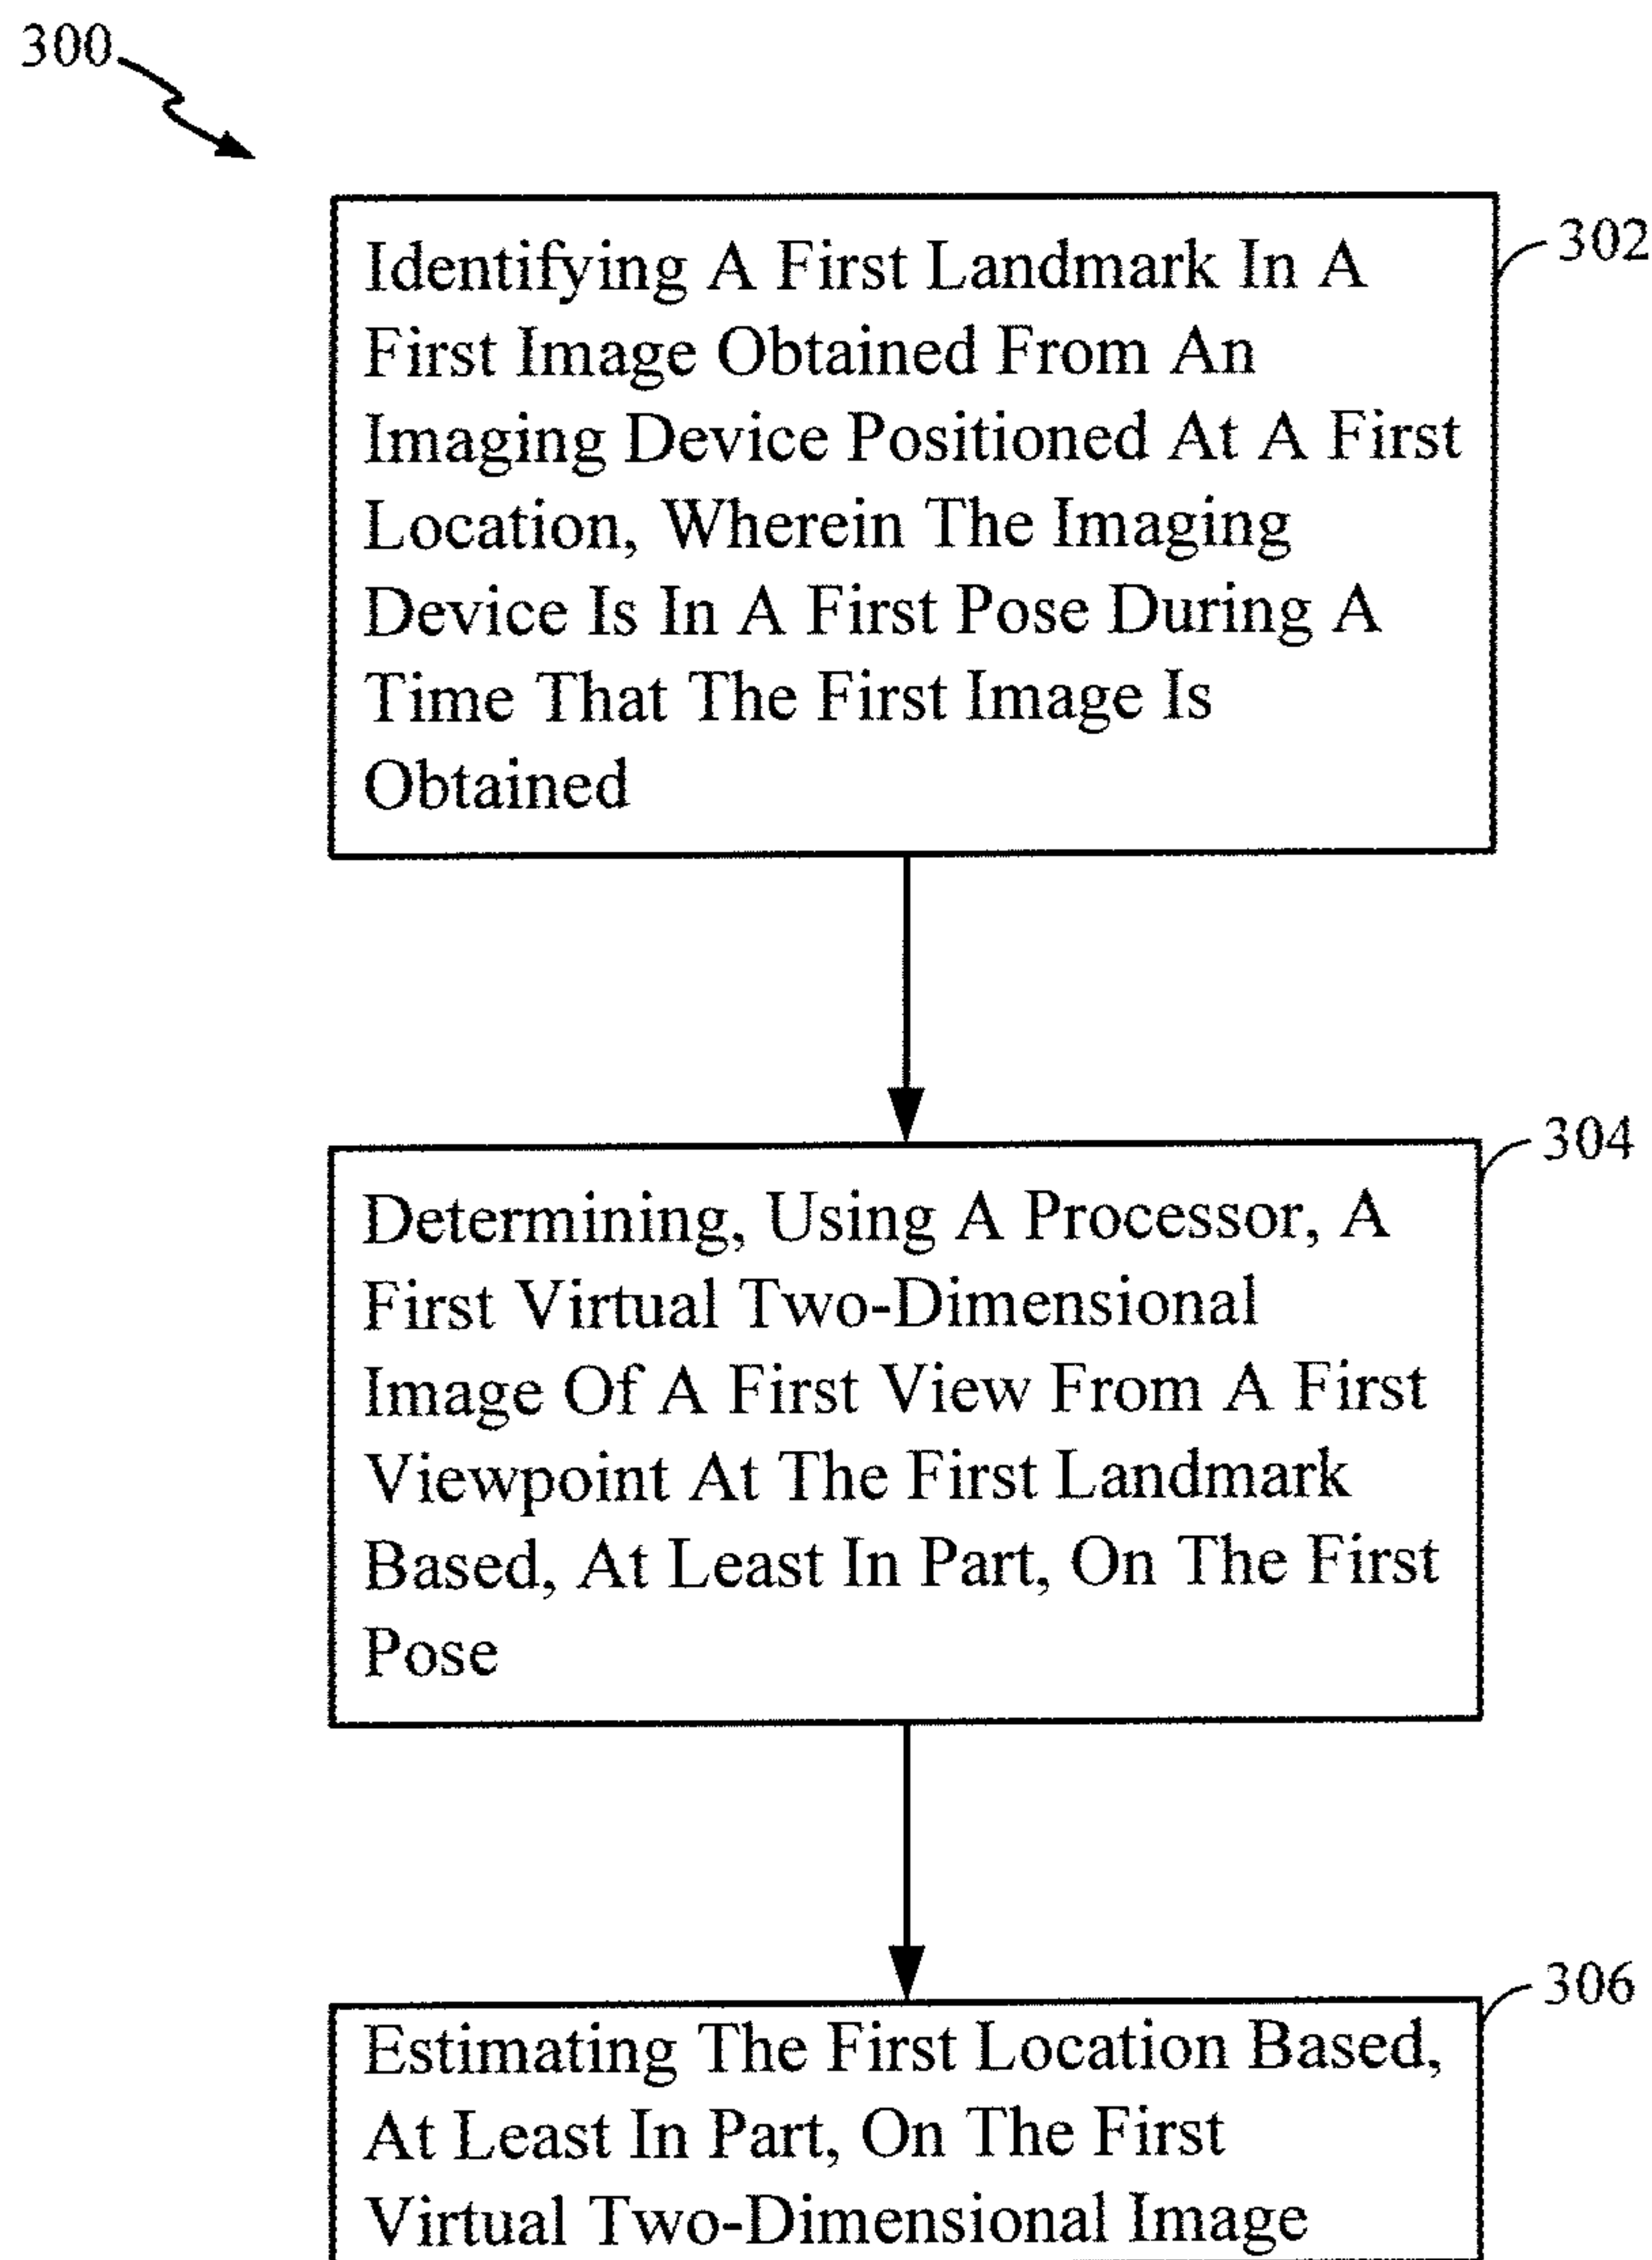 300
302
Identifying A First Landmark In A
First Image Obtained From An
Imaging Device Positioned At A First
Location, Wherein The Imaging
Device Is In A First Pose During A
Time That The First Image Is
Obtained
304
Determining, Using A Processor, A
First Virtual Two-Dimensional
Image Of A First View From A First
Viewpoint At The First Landmark
Based, At Least In Part, On The First
Pose
306
Estimating The First Location Based,
At Least In Part, On The First
Virtual Two-Dimensional Image